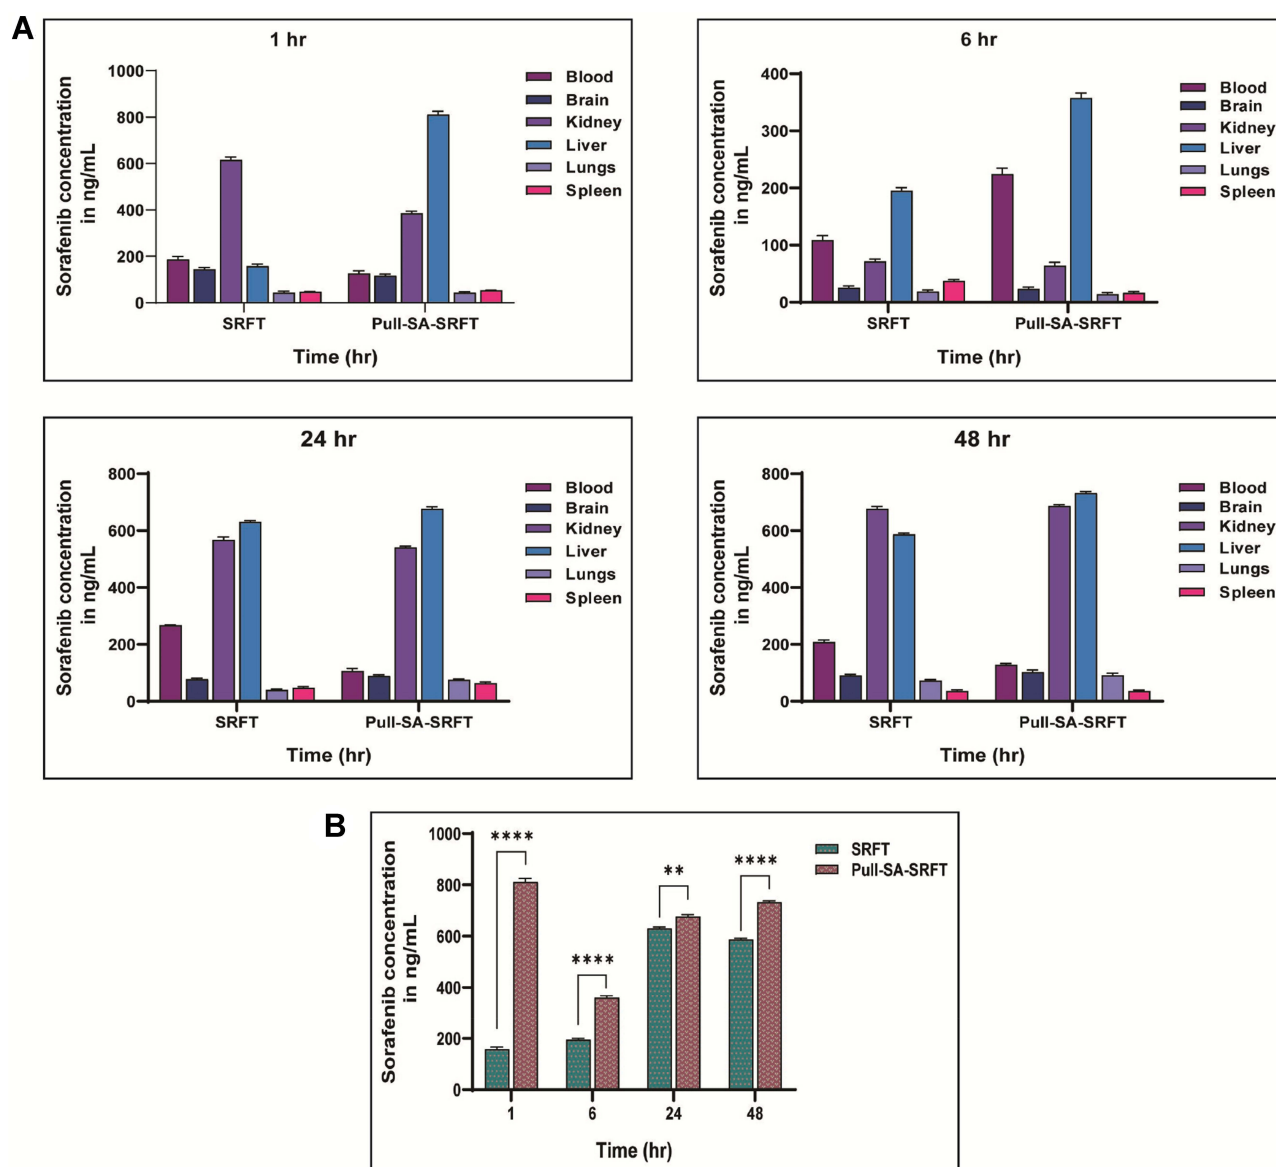 A
1 hr
1000
800
600
400
200
0
Sorafenib concentration
in ng/mL
SRFT
Pull-SA-SRFT
Time (hr)
Blood
Brain
Kidney
Liver
Lungs
Spleen
6 hr
400
300
200
100
0
Sorafenib concentration
in ng/mL
SRFT
Pull-SA-SRFT
Time (hr)
Blood
Brain
Kidney
Liver
Lungs
Spleen
24 hr
800
600
400
200
0
Sorafenib concentration
in ng/mL
SRFT
Pull-SA-SRFT
Time (hr)
Blood
Brain
Kidney
Liver
Lungs
Spleen
48 hr
800
600
400
200
0
Sorafenib concentration
in ng/mL
SRFT
Pull-SA-SRFT
Time (hr)
Blood
Brain
Kidney
Liver
Lungs
Spleen
B
1000
800
600
400
200
0
Sorafenib concentration
in ng/mL
****
****
**
****
1
6
24
48
Time (hr)
SRFT
Pull-SA-SRFT